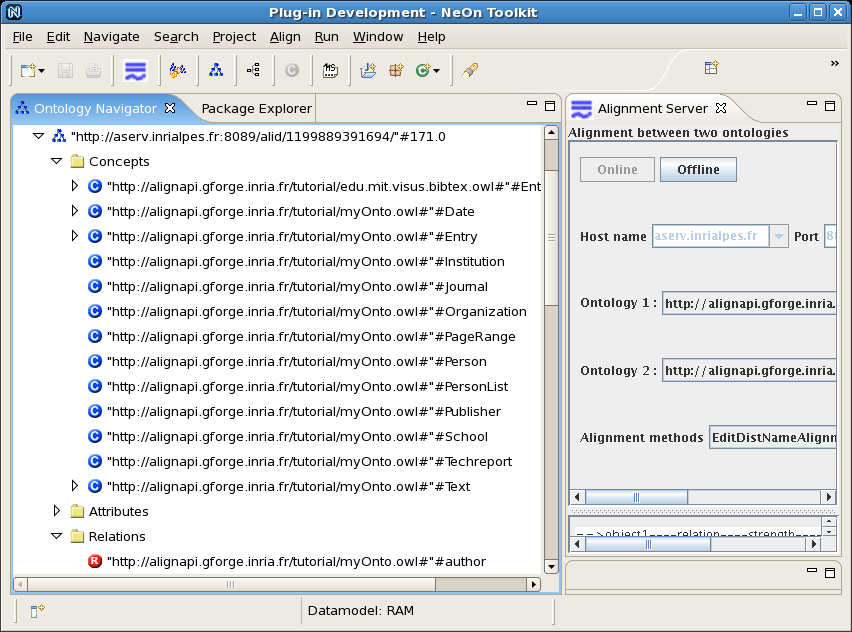 Plug-in Development - NeOn Toolkit
File Edit Navigate Search Project Align Run Window Help
Ontology Navigator Package Explorer
"http://aserv.inrialpes.fr:8089/alid/1199889391694/"#171.0
Concepts
"http://alignapi.gforge.inria.fr/tutorial/edu.mit.visus.bibtex.owl#"#Ent
"http://alignapi.gforge.inria.fr/tutorial/myOnto.owl#"#Date
"http://alignapi.gforge.inria.fr/tutorial/myOnto.owl#"#Entry
"http://alignapi.gforge.inria.fr/tutorial/myOnto.owl#"#Institution
"http://alignapi.gforge.inria.fr/tutorial/myOnto.owl#"#Journal
"http://alignapi.gforge.inria.fr/tutorial/myOnto.owl#"#Organization
"http://alignapi.gforge.inria.fr/tutorial/myOnto.owl#"#PageRange
"http://alignapi.gforge.inria.fr/tutorial/myOnto.owl#"#Person
"http://alignapi.gforge.inria.fr/tutorial/myOnto.owl#"#PersonList
"http://alignapi.gforge.inria.fr/tutorial/myOnto.owl#"#Publisher
"http://alignapi.gforge.inria.fr/tutorial/myOnto.owl#"#School
"http://alignapi.gforge.inria.fr/tutorial/myOnto.owl#"#Techreport
"http://alignapi.gforge.inria.fr/tutorial/myOnto.owl#"#Text
Attributes
Relations
"http://alignapi.gforge.inria.fr/tutorial/myOnto.owl#"#author
Alignment Server
Alignment between two ontologies
Online Offline
Host name aserv.inrialpes.fr Port 8
Ontology 1 : http://alignapi.gforge.inria.
Ontology 2 : http://alignapi.gforge.inria.
Alignment methods EditDistNameAlignm
-->object1----relation----strength----
Datamodel: RAM